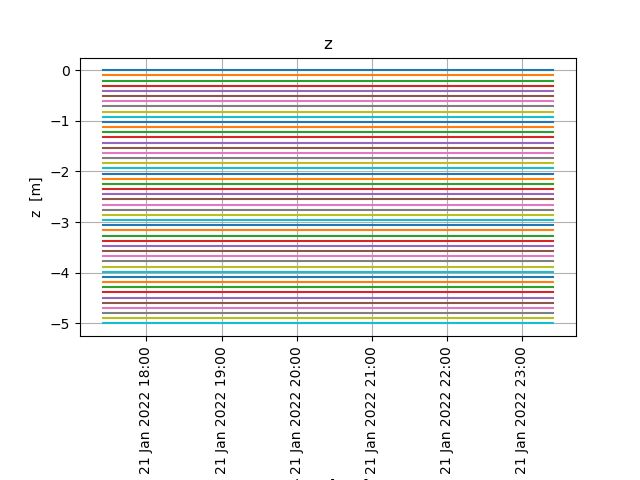 z
0
−1
−2
−3
−4
−5
z [m]
21 Jan 2022 18:00
21 Jan 2022 19:00
21 Jan 2022 20:00
21 Jan 2022 21:00
21 Jan 2022 22:00
21 Jan 2022 23:00